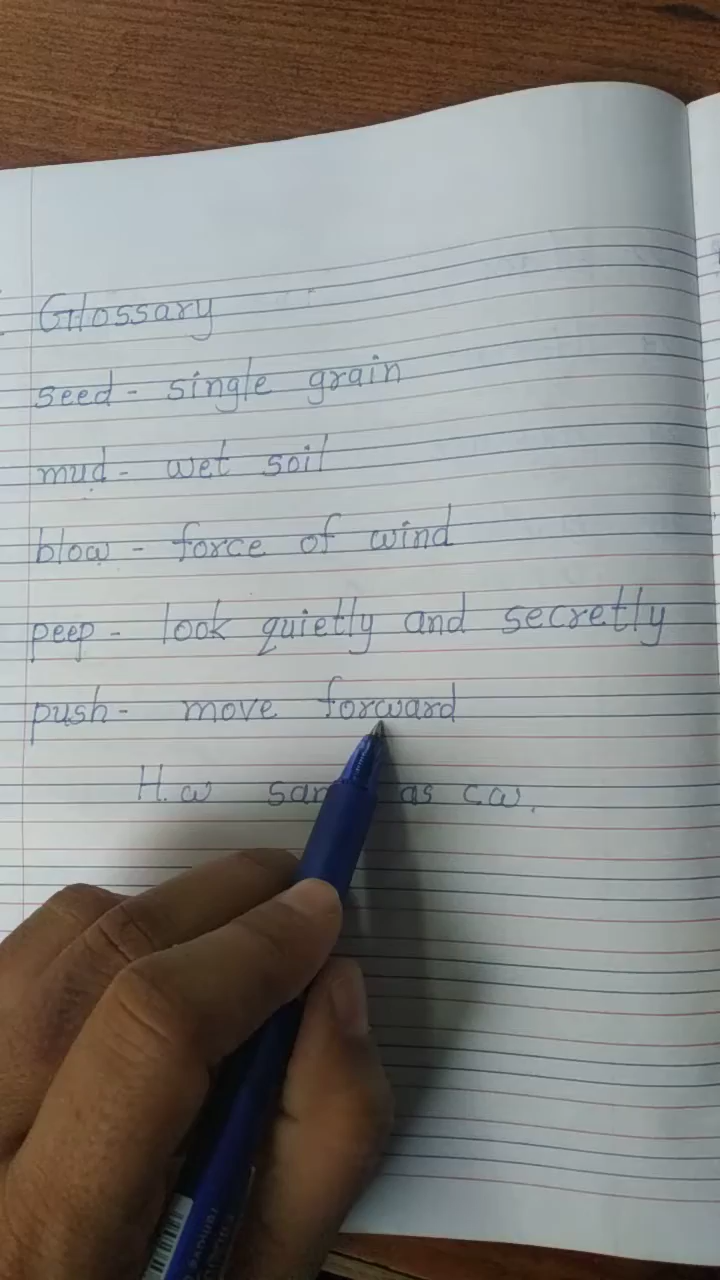 Glossary
seed - single grain
mud - wet soil
blow - force of wind
peep - look quietly and secretly
push - move forward
H.w as cw.